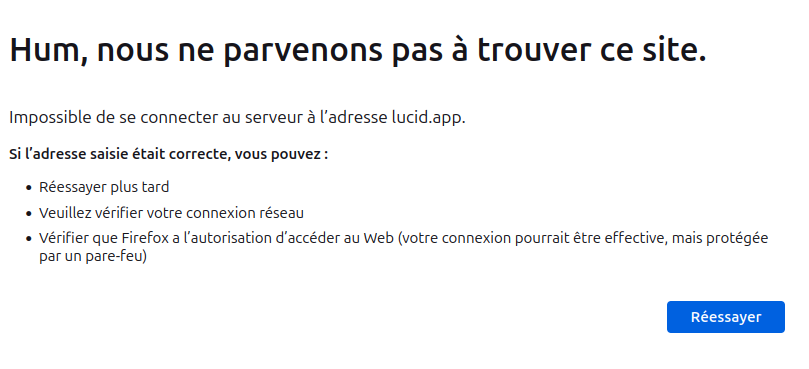 Hum, nous ne parvenons pas à trouver ce site.
Impossible de se connecter au serveur à l’adresse lucid.app.
Si l’adresse saisie était correcte, vous pouvez :
• Réessayer plus tard
• Veuillez vérifier votre connexion réseau
• Vérifier que Firefox a l’autorisation d’accéder au Web (votre connexion pourrait être effective, mais protégée
par un pare-feu)
Réessayer